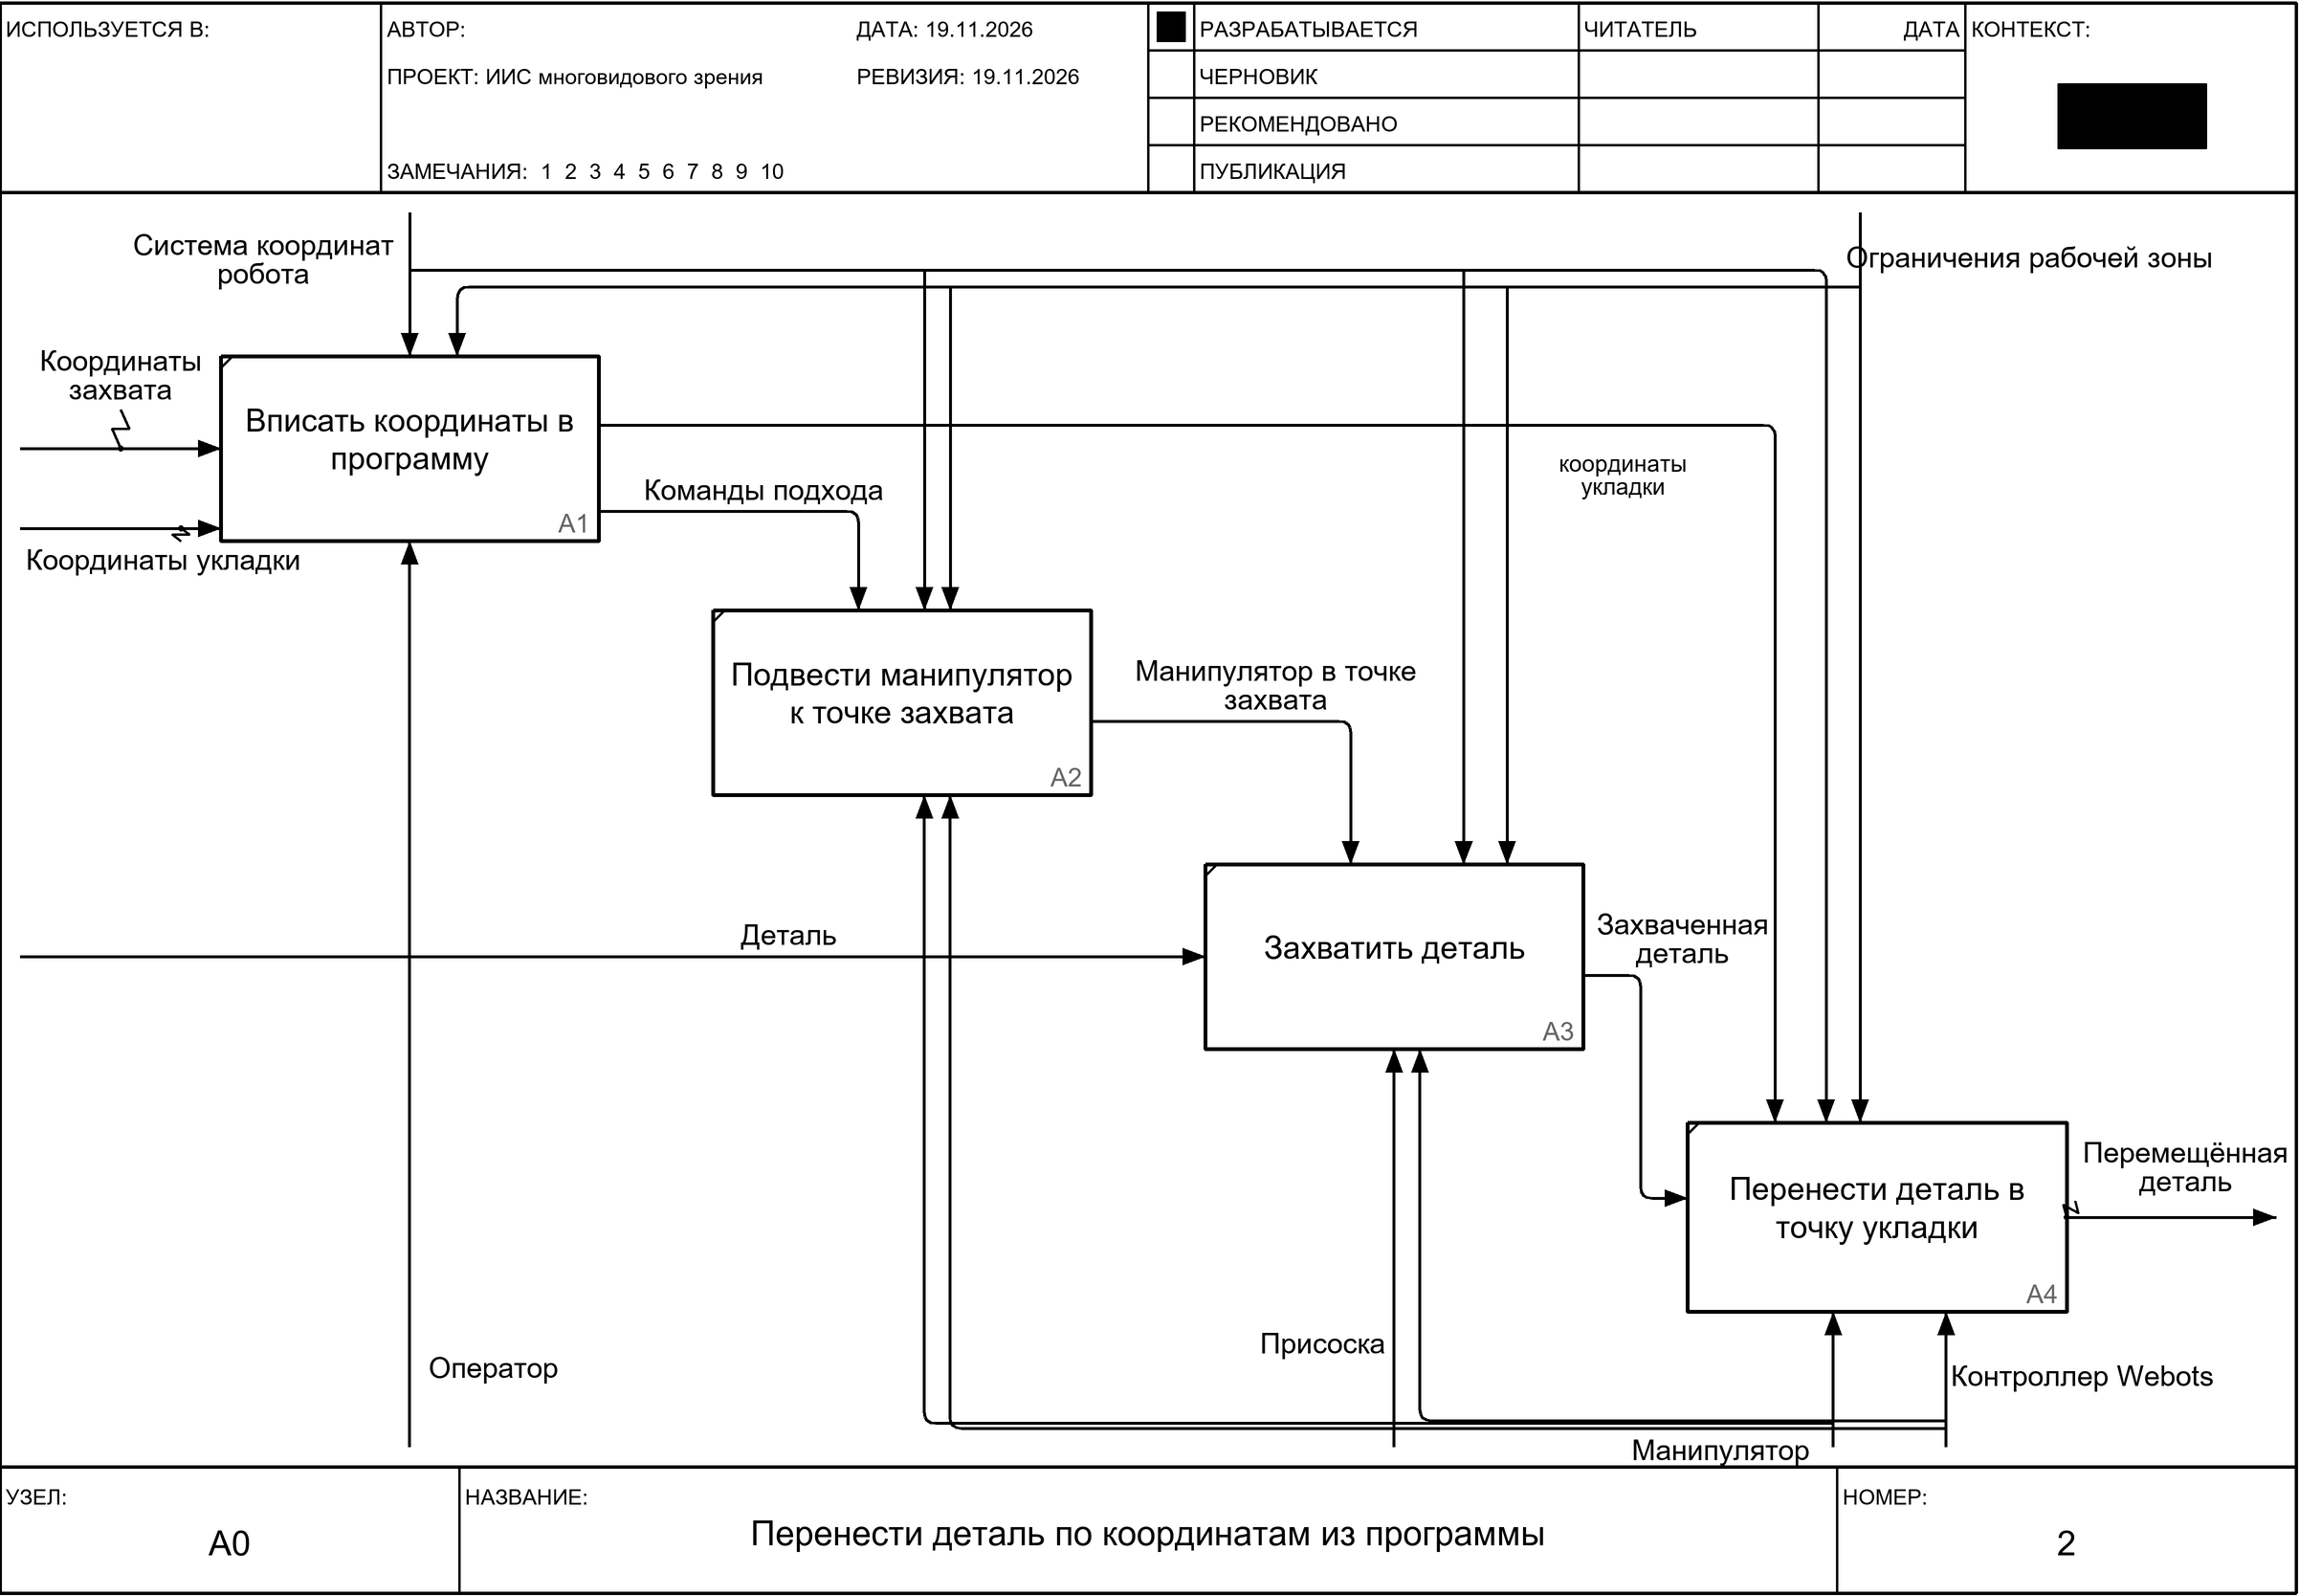 ИСПОЛЬЗУЕТСЯ В:
АВТОР:
ДАТА: 19.11.2026
ПРОЕКТ: ИИС многовидового зрения
РЕВИЗИЯ: 19.11.2026
ЗАМЕЧАНИЯ: 1 2 3 4 5 6 7 8 9 10
РАЗРАБАТЫВАЕТСЯ
ЧЕРНОВИК
РЕКОМЕНДОВАНО
ПУБЛИКАЦИЯ
ЧИТАТЕЛЬ
ДАТА
КОНТЕКСТ:
Система координат
робота
Ограничения рабочей зоны
Координаты
захвата
Вписать координаты в
программу
A1
Координаты укладки
Команды подхода
координаты
укладки
Подвести манипулятор
к точке захвата
A2
Манипулятор в точке
захвата
Деталь
Захватить деталь
A3
Захваченная
деталь
Перенести деталь в
точку укладки
A4
Перемещённая
деталь
Оператор
Присоска
Контроллер Webots
Манипулятор
УЗЕЛ:
A0
НАЗВАНИЕ:
Перенести деталь по координатам из программы
НОМЕР:
2